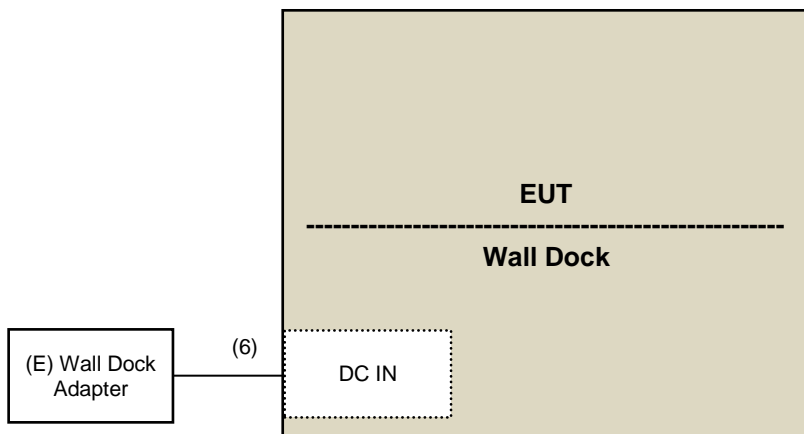 EUT
Wall Dock
(E) Wall Dock
Adapter
(6)
DC IN